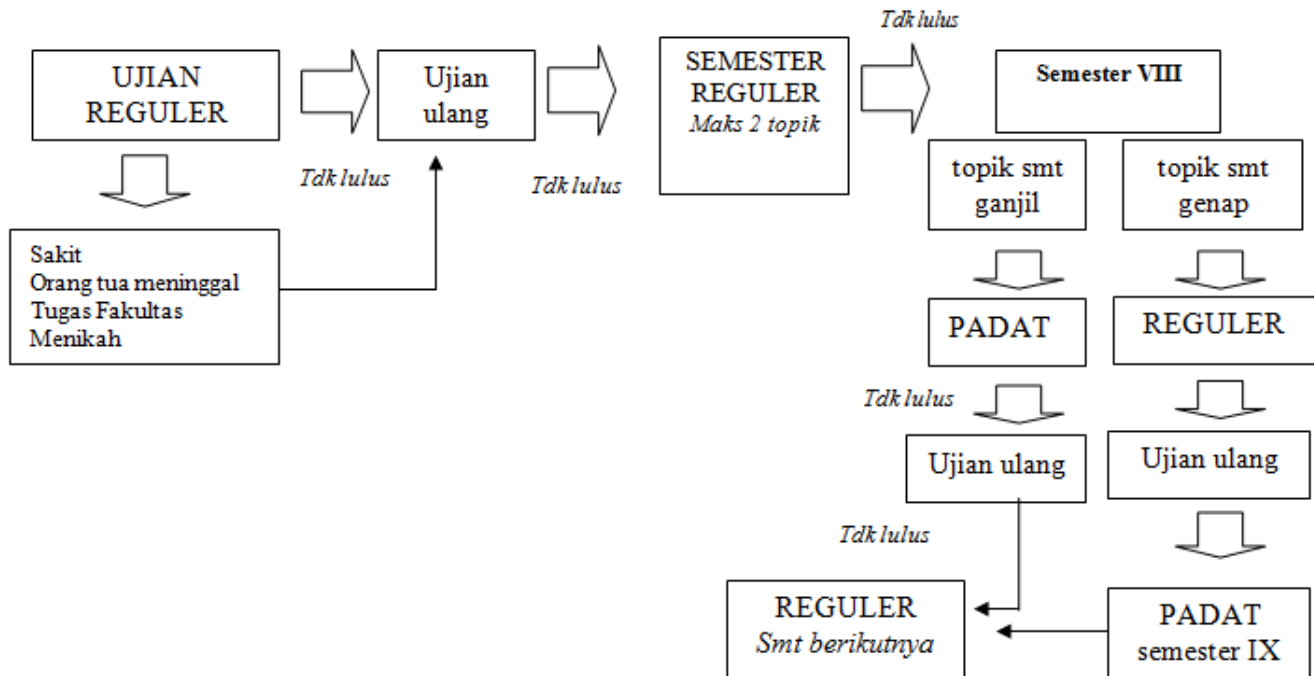 Tdk lulus
UJIAN
REGULER
Ujian
ulang
SEMESTER
REGULER
Maks 2 topik
Semester VIII
Tdk lulus
Tdk lulus
topik smt
ganjil
topik smt
genap
Sakit
Orang tua meninggal
Tugas Fakultas
Menikah
PADAT
REGULER
Tdk lulus
Ujian ulang
Ujian ulang
Tdk lulus
REGULER
Smt berikutnya
PADAT
semester IX